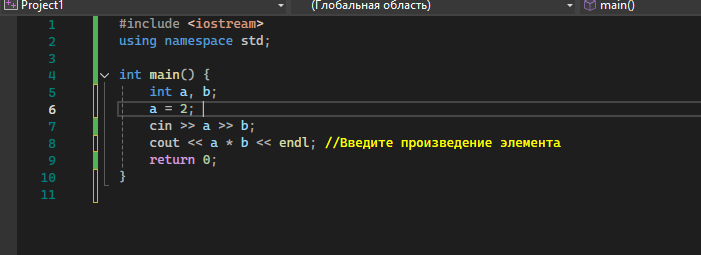 Project1 (Глобальная область) main()
1 #include <iostream>
2 using namespace std;
3
4 int main() {
5 int a, b;
6 a = 2;
7 cin >> a >> b;
8 cout << a * b << endl; //Введите произведение элемента
9 return 0;
10 }
11